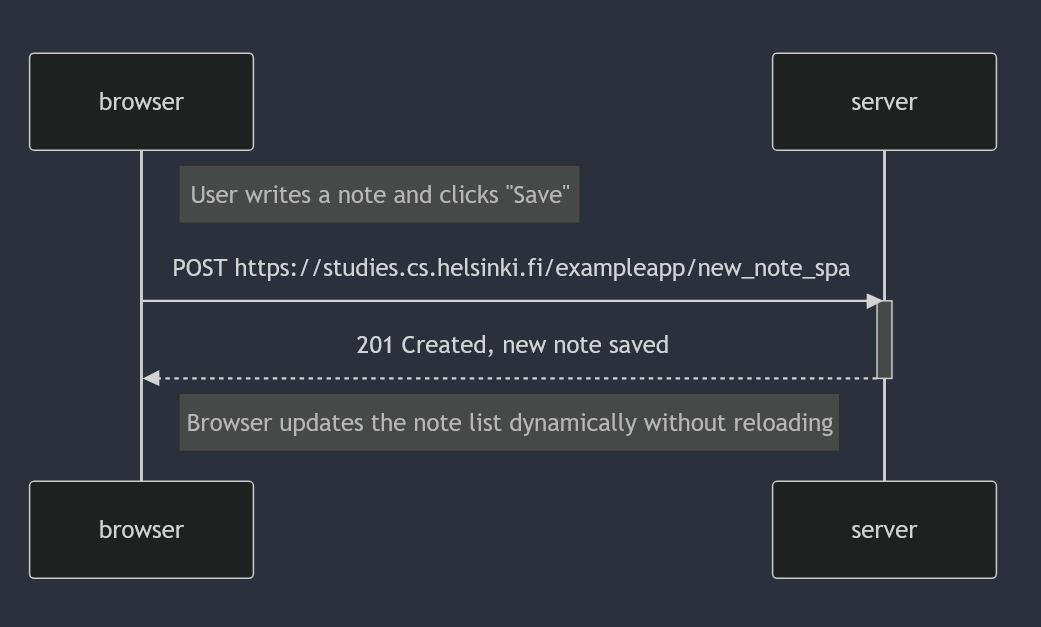 browser
server
User writes a note and clicks "Save"
POST https://studies.cs.helsinki.fi/exampleapp/new_note_spa
201 Created, new note saved
Browser updates the note list dynamically without reloading
browser
server